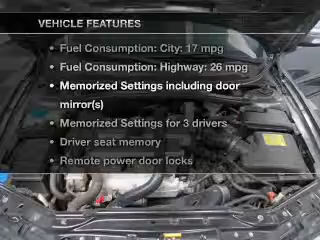 VEHICLE FEATURES
• Fuel Consumption: City: 17 mpg
• Fuel Consumption: Highway: 26 mpg
• Memorized Settings including door
mirror(s)
• Memorized Settings for 3 drivers
• Driver seat memory
• Remote power door locks